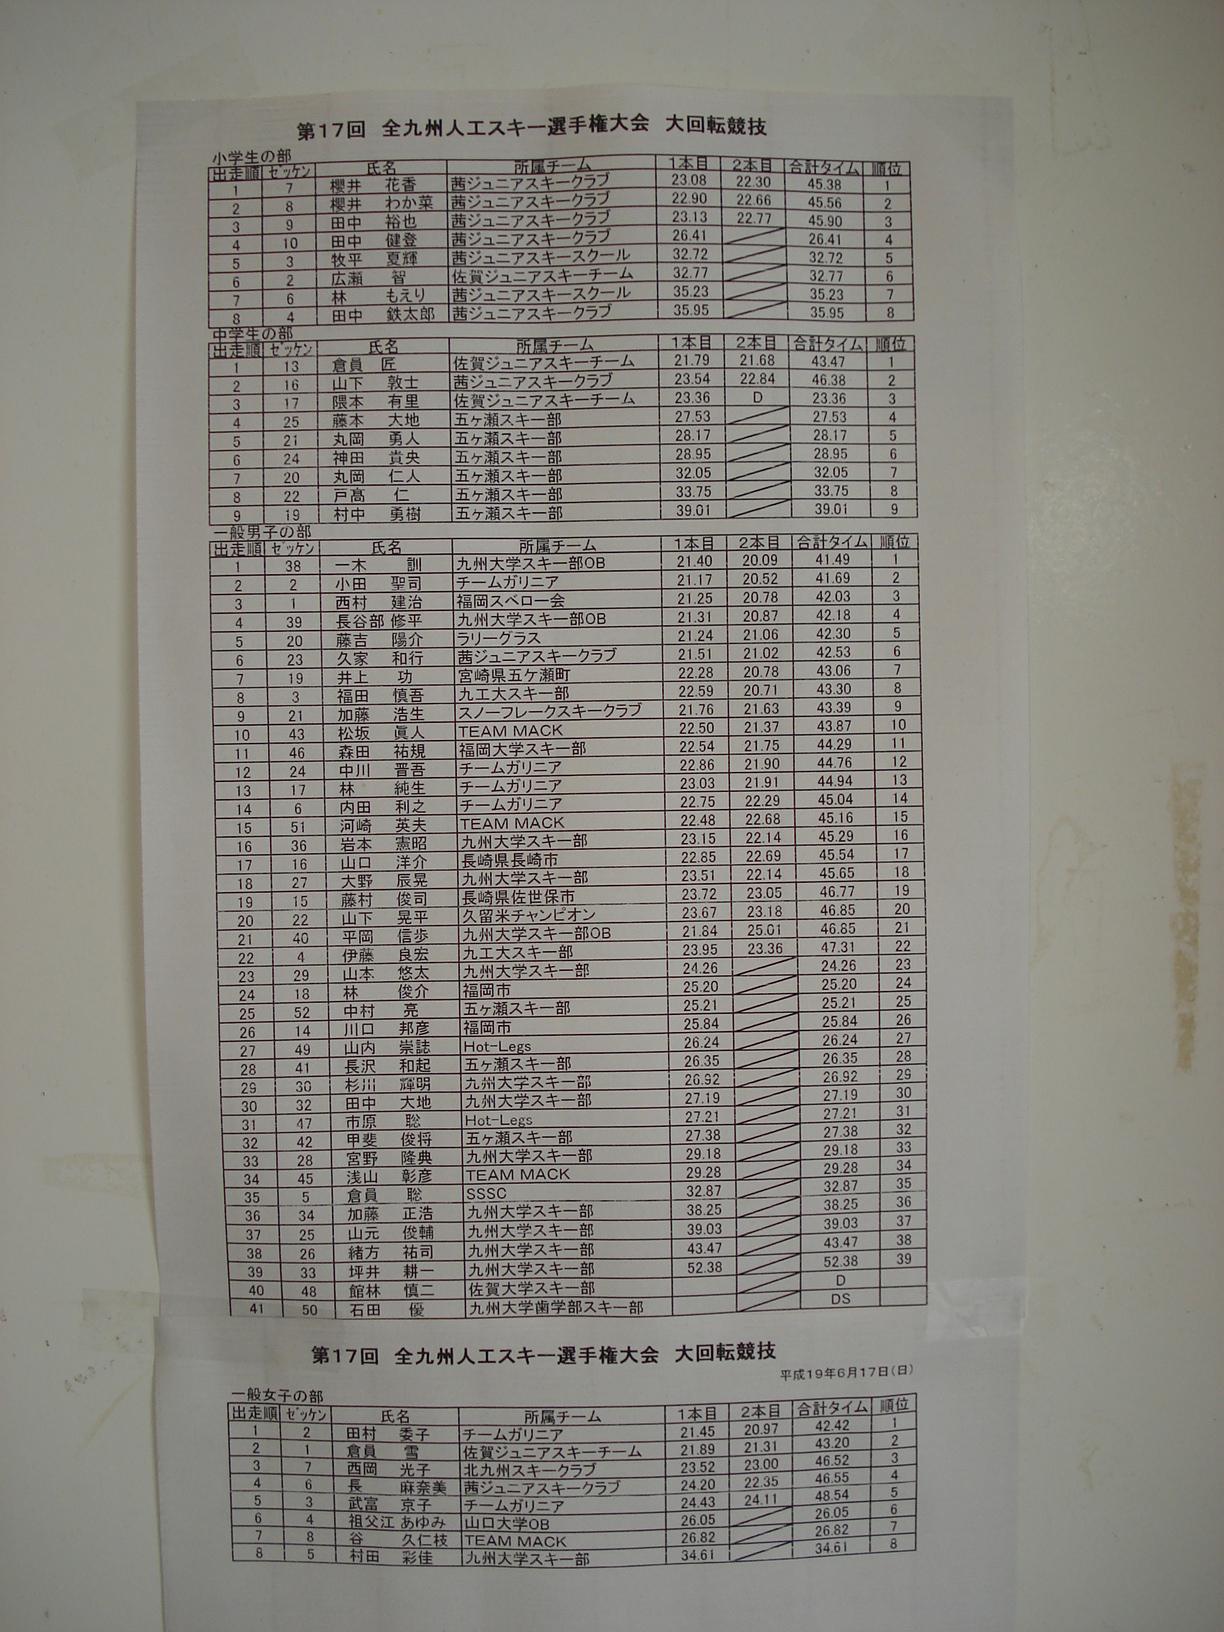 第17回 全九州人工スキー選手権大会 大回転競技
小学生の部
出走順 ゼッケン 氏名 所属チーム 1本目 2本目 合計タイム 順位
1 7 櫻井 花香 茜ジュニアスキークラブ 23.08 22.30 45.38 1
2 8 櫻井 わか菜 茜ジュニアスキークラブ 22.90 22.66 45.56 2
3 9 田中 裕也 茜ジュニアスキークラブ 23.13 22.77 45.90 3
4 10 田中 健登 茜ジュニアスキークラブ 26.41 26.41 4
5 3 牧平 夏輝 茜ジュニアスキースクール 32.72 32.72 5
6 2 広瀬 智 佐賀ジュニアスキーチーム 32.77 32.77 6
7 6 林 もえり 茜ジュニアスキースクール 35.23 35.23 7
8 4 田中 鉄太郎 茜ジュニアスキークラブ 35.95 35.95 8
中学生の部
出走順 ゼッケン 氏名 所属チーム 1本目 2本目 合計タイム 順位
1 13 倉員 匠 佐賀ジュニアスキーチーム 21.79 21.68 43.47 1
2 16 山下 敦士 茜ジュニアスキークラブ 23.54 22.84 46.38 2
3 17 隈本 有里 佐賀ジュニアスキーチーム 23.36 D 23.36 3
4 25 藤本 大地 五ヶ瀬スキー部 27.53 27.53 4
5 21 丸岡 勇人 五ヶ瀬スキー部 28.17 28.17 5
6 24 神田 貴央 五ヶ瀬スキー部 28.95 28.95 6
7 20 丸岡 仁人 五ヶ瀬スキー部 32.05 32.05 7
8 22 戸髙 仁 五ヶ瀬スキー部 33.75 33.75 8
9 19 村中 勇樹 五ヶ瀬スキー部 39.01 39.01 9
一般男子の部
出走順 ゼッケン 氏名 所属チーム 1本目 2本目 合計タイム 順位
1 38 一木 訓 九州大学スキー部OB 21.40 20.09 41.49 1
2 2 小田 聖司 チームガリニア 21.17 20.52 41.69 2
3 1 西村 建治 福岡スペロー会 21.25 20.78 42.03 3
4 39 長谷部 修平 九州大学スキー部OB 21.31 20.87 42.18 4
5 20 藤吉 陽介 ラリーグラス 21.24 21.06 42.30 5
6 23 久家 和行 茜ジュニアスキークラブ 21.51 21.02 42.53 6
7 19 井上 功 宮崎県五ケ瀬町 22.28 20.78 43.06 7
8 3 福田 慎吾 九工大スキー部 22.59 20.71 43.30 8
9 21 加藤 浩生 スノーフレークスキークラブ 21.76 21.63 43.39 9
10 43 松坂 眞人 TEAM MACK 22.50 21.37 43.87 10
11 46 森田 祐規 福岡大学スキー部 22.54 21.75 44.29 11
12 24 中川 晋吾 チームガリニア 22.86 21.90 44.76 12
13 17 林 純生 チームガリニア 23.03 21.91 44.94 13
14 6 内田 利之 チームガリニア 22.75 22.29 45.04 14
15 51 河崎 英夫 TEAM MACK 22.48 22.68 45.16 15
16 36 岩本 憲昭 九州大学スキー部 23.15 22.14 45.29 16
17 16 山口 洋介 長崎県長崎市 22.85 22.69 45.54 17
18 27 大野 辰晃 九州大学スキー部 23.51 22.14 45.65 18
19 15 藤村 俊司 長崎県佐世保市 23.72 23.05 46.77 19
20 22 山下 晃平 久留米チャンピオン 23.67 23.18 46.85 20
21 40 平岡 信歩 九州大学スキー部OB 21.84 25.01 46.85 21
22 4 伊藤 良宏 九工大スキー部 23.95 23.36 47.31 22
23 29 山本 悠太 九州大学スキー部 24.26 24.26 23
24 18 林 俊介 福岡市 25.20 25.20 24
25 52 中村 亮 五ヶ瀬スキー部 25.21 25.21 25
26 14 川口 邦彦 福岡市 25.84 25.84 26
27 49 山内 崇誌 Hot-Legs 26.24 26.24 27
28 41 長沢 和起 五ヶ瀬スキー部 26.35 26.35 28
29 30 杉川 輝明 九州大学スキー部 26.92 26.92 29
30 32 田中 大地 九州大学スキー部 27.19 27.19 30
31 47 市原 聡 Hot-Legs 27.21 27.21 31
32 42 甲斐 俊将 五ヶ瀬スキー部 27.38 27.38 32
33 28 宮野 隆典 九州大学スキー部 29.18 29.18 33
34 45 浅山 彰彦 TEAM MACK 29.28 29.28 34
35 5 倉員 聡 SSSC 32.87 32.87 35
36 34 加藤 正浩 九州大学スキー部 38.25 38.25 36
37 25 山元 俊輔 九州大学スキー部 39.03 39.03 37
38 26 緒方 祐司 九州大学スキー部 43.47 43.47 38
39 33 坪井 耕一 九州大学スキー部 52.38 52.38 39
40 48 館林 慎二 佐賀大学スキー部 D
41 50 石田 優 九州大学歯学部スキー部 DS
第17回 全九州人工スキー選手権大会 大回転競技
平成19年6月17日(日)
一般女子の部
出走順 ゼッケン 氏名 所属チーム 1本目 2本目 合計タイム 順位
1 2 田村 委子 チームガリニア 21.45 20.97 42.42 1
2 1 倉員 雪 佐賀ジュニアスキーチーム 21.89 21.31 43.20 2
3 7 西岡 光子 北九州スキークラブ 23.52 23.00 46.52 3
4 6 長 麻奈美 茜ジュニアスキークラブ 24.20 22.35 46.55 4
5 3 武富 京子 チームガリニア 24.43 24.11 48.54 5
6 4 祖父江 あゆみ 山口大学OB 26.05 26.05 6
7 8 谷 久仁枝 TEAM MACK 26.82 26.82 7
8 5 村田 彩佳 九州大学スキー部 34.61 34.61 8